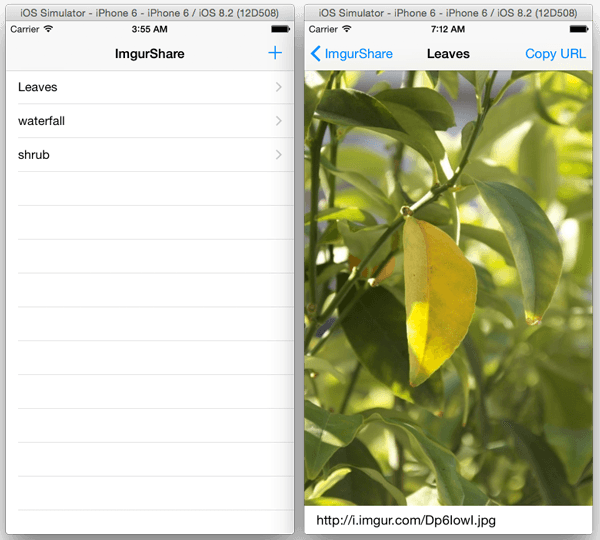 iOS Simulator - iPhone 6 - iPhone 6 / iOS 8.2 (12D508)
Carrier 3:55 AM
ImgurShare +
Leaves
waterfall
shrub
iOS Simulator - iPhone 6 - iPhone 6 / iOS 8.2 (12D508)
Carrier 7:12 AM
ImgurShare Leaves Copy URL
http://i.imgur.com/Dp6IowI.jpg